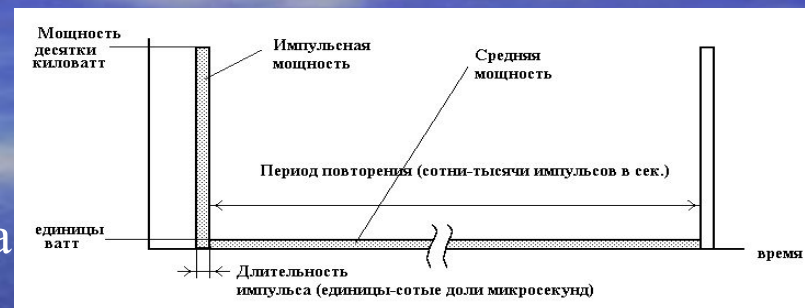 Мощность
десятки
киловатт
Импульсная
мощность
Средняя
мощность
Период повторения (сотни-тысячи импульсов в сек.)
а
единицы
ватт
время
Длительность
импульса (единицы-сотые доли микросекунд)